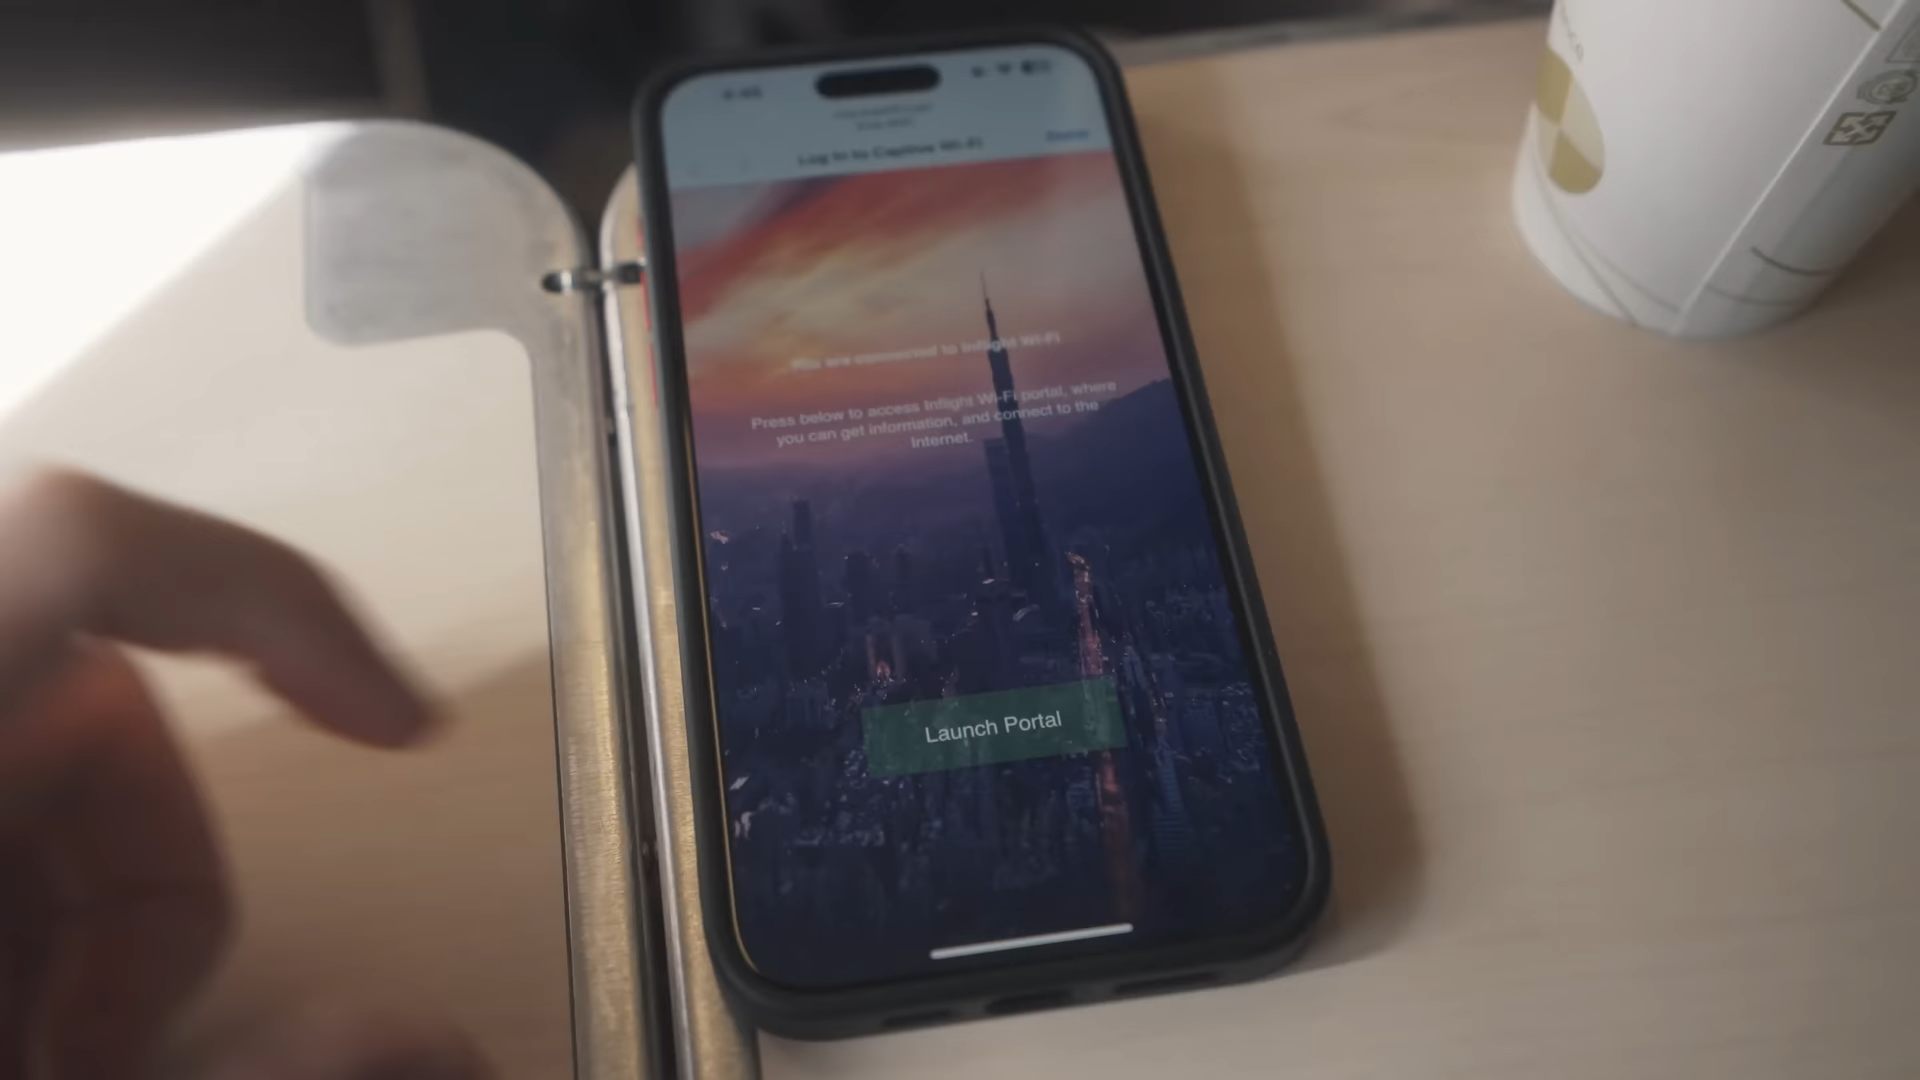 Log In to Captive Wi-Fi
Done
You are connected to Inflight Wi-Fi
Press below to access Inflight Wi-Fi portal, where
you can get information, and connect to the
Internet.
Launch Portal